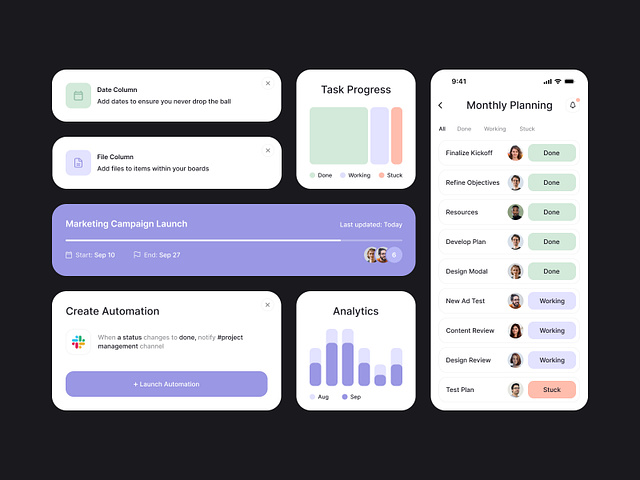 Date Column
Add dates to ensure you never drop the ball
File Column
Add files to items within your boards
Marketing Campaign Launch
Last updated: Today
Start: Sep 10
End: Sep 27
6
Create Automation
When a status changes to done, notify #project
management channel
+ Launch Automation
Task Progress
Done
Working
Stuck
Analytics
Aug
Sep
9:41
Monthly Planning
All
Done
Working
Stuck
Finalize Kickoff
Done
Refine Objectives
Done
Resources
Done
Develop Plan
Done
Design Modal
Done
New Ad Test
Working
Content Review
Working
Design Review
Working
Test Plan
Stuck